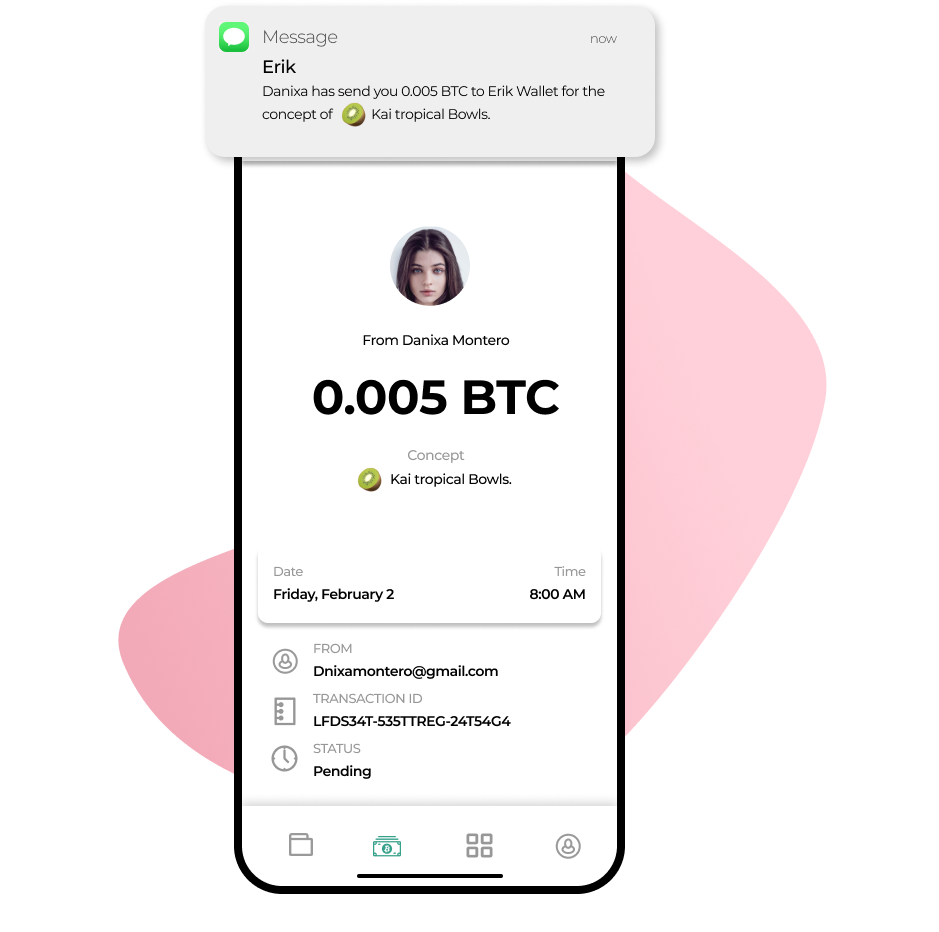 Message
now
Erik
Danixa has send you 0.005 BTC to Erik Wallet for the
concept of Kai tropical Bowls.
From Danixa Montero
0.005 BTC
Concept
Kai tropical Bowls.
Date
Time
Friday, February 2
8:00 AM
FROM
Dnixamontero@gmail.com
TRANSACTION ID
LFDS34T-535TTREG-24T54G4
STATUS
Pending